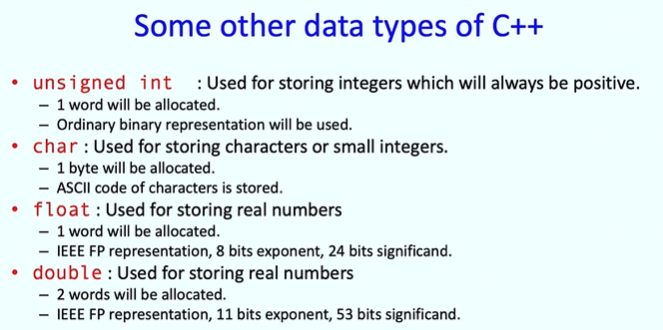 Some other data types of C++
• unsigned int : Used for storing integers which will always be positive.
– 1 word will be allocated.
– Ordinary binary representation will be used.
• char : Used for storing characters or small integers.
– 1 byte will be allocated.
– ASCII code of characters is stored.
• float : Used for storing real numbers
– 1 word will be allocated.
– IEEE FP representation, 8 bits exponent, 24 bits significand.
• double : Used for storing real numbers
– 2 words will be allocated.
– IEEE FP representation, 11 bits exponent, 53 bits significand.